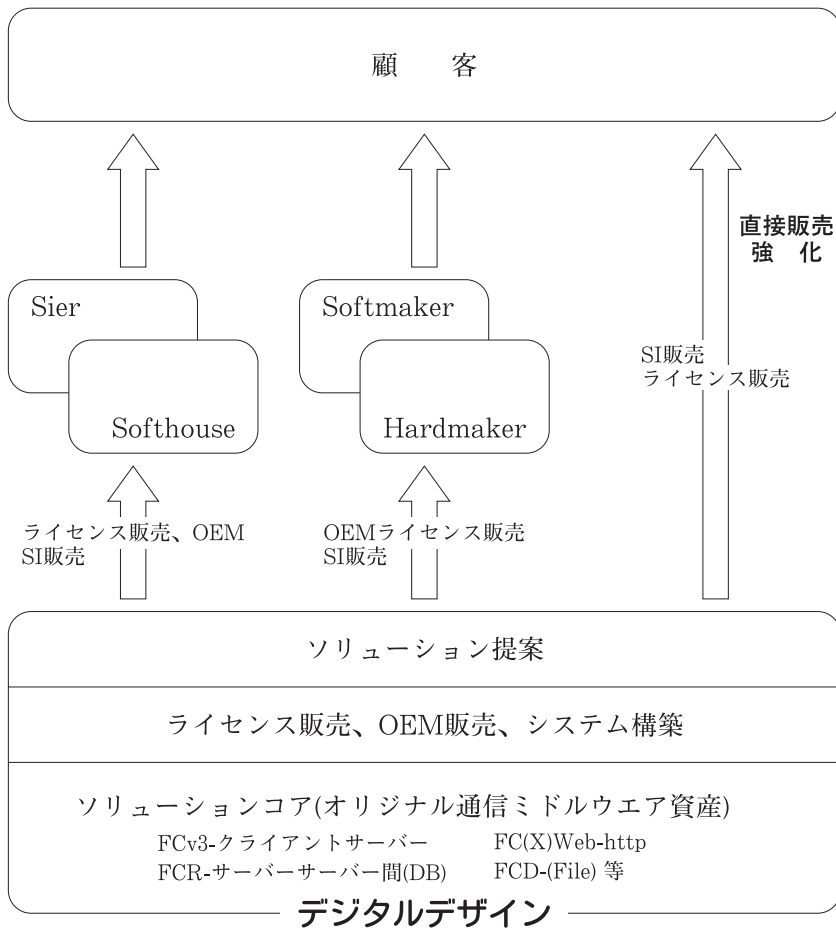 顧　客
直接販売
強　化
Sier
Softhouse
Softmaker
Hardmaker
SI販売
ライセンス販売
ライセンス販売、OEM
SI販売
OEMライセンス販売
SI販売
ソリューション提案
ライセンス販売、OEM販売、システム構築
ソリューションコア(オリジナル通信ミドルウエア資産)
FCv3-クライアントサーバー　FC(X)Web-http
FCR-サーバーサーバー間(DB)　FCD-(File) 等
デジタルデザイン